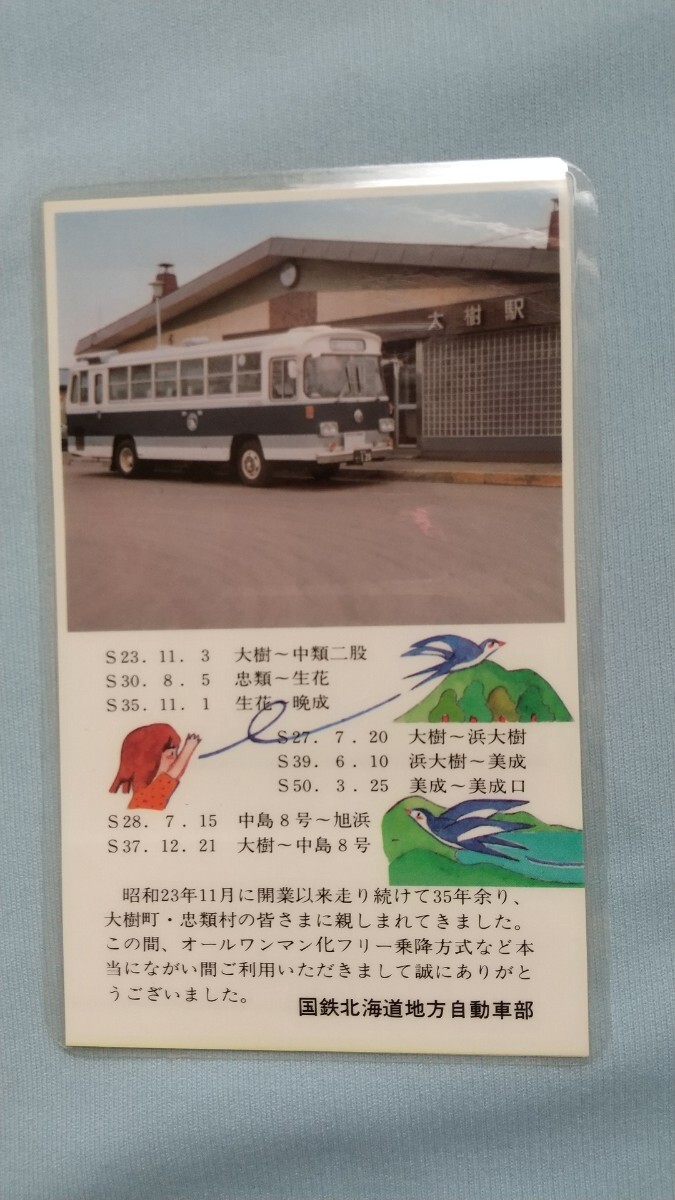 大樹駅
S23. 11. 3 大樹～中類二股
S30. 8. 5 忠類～生花
S35. 11. 1 生花～晩成
S27. 7. 20 大樹～浜大樹
S39. 6. 10 浜大樹～美成
S50. 3. 25 美成～美成口
S28. 7. 15 中島８号～旭浜
S37. 12. 21 大樹～中島８号
昭和23年11月に開業以来走り続けて35年余り、
大樹町・忠類村の皆さまに親しまれてきました。
この間、オールワンマン化フリー乗降方式など本
当にながい間ご利用いただきまして誠にありがと
うございました。
国鉄北海道地方自動車部